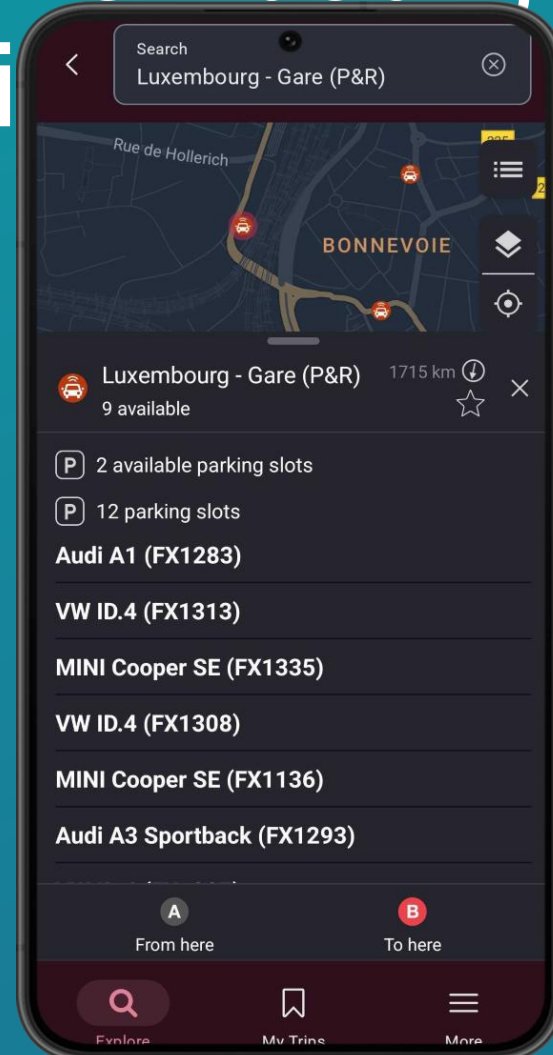 Search
Luxembourg - Gare (P&R)
Rue de Hollerich
BONNEVOIE
Luxembourg - Gare (P&R)
1715 km
9 available
P 2 available parking slots
P 12 parking slots
Audi A1 (FX1283)
VW ID.4 (FX1313)
MINI Cooper SE (FX1335)
VW ID.4 (FX1308)
MINI Cooper SE (FX1136)
Audi A3 Sportback (FX1293)
A
From here
B
To here
Explore
My Trips
More